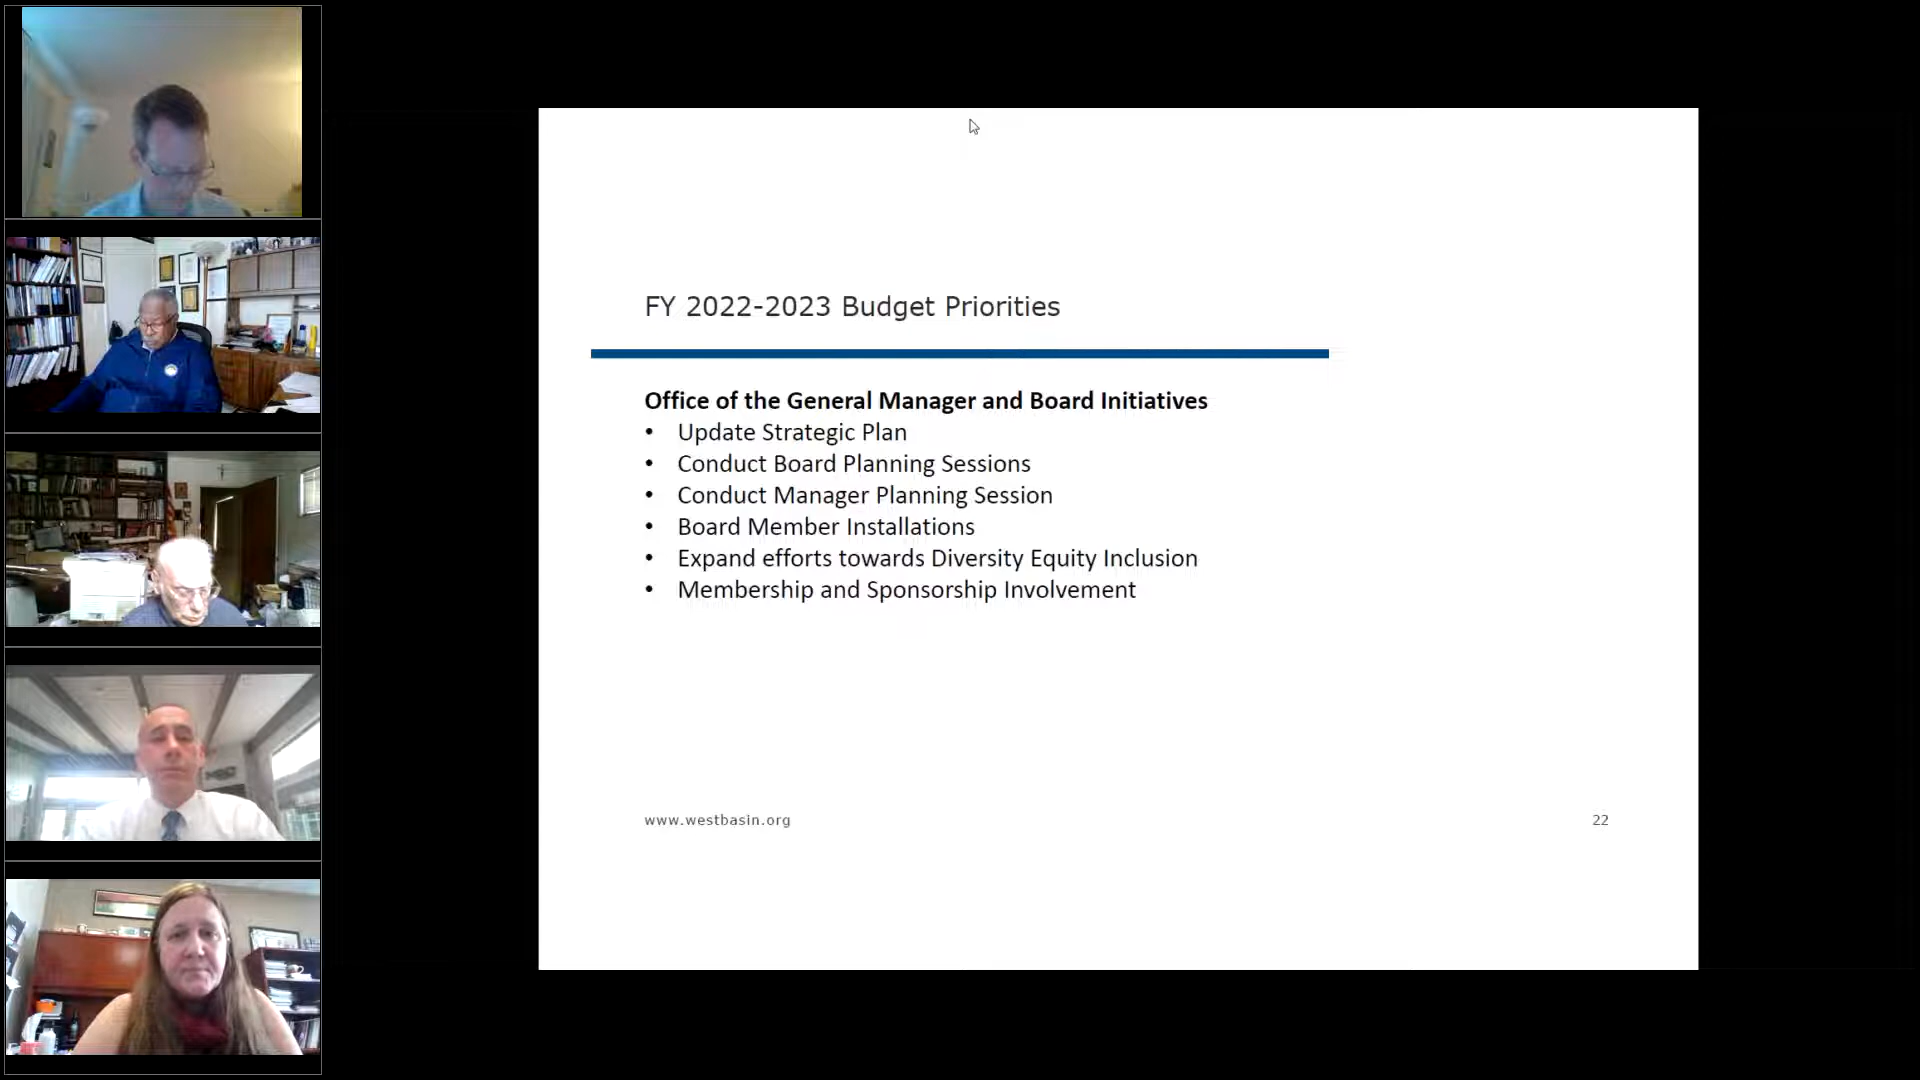 FY 2022-2023 Budget Priorities
Office of the General Manager and Board Initiatives
• Update Strategic Plan
• Conduct Board Planning Sessions
• Conduct Manager Planning Session
• Board Member Installations
• Expand efforts towards Diversity Equity Inclusion
• Membership and Sponsorship Involvement
www.westbasin.org
22